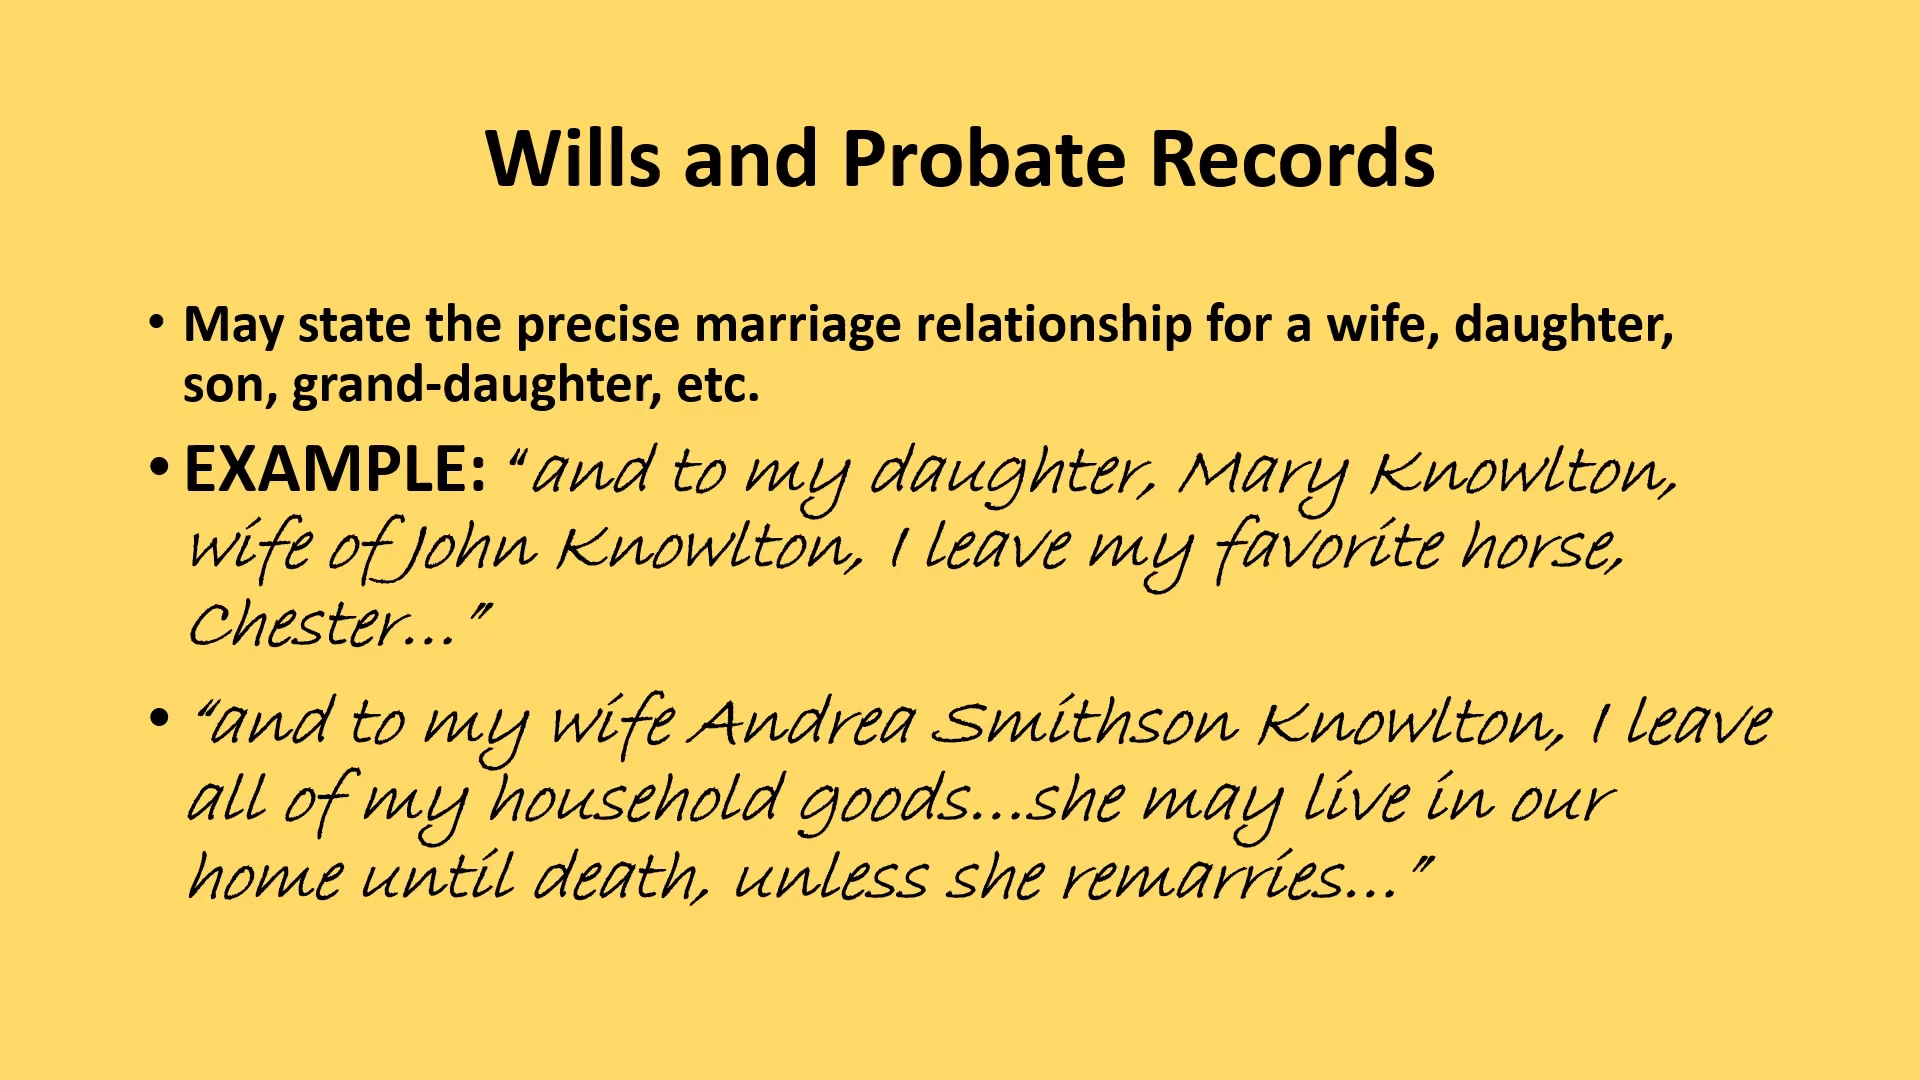 Wills and Probate Records
• May state the precise marriage relationship for a wife, daughter,
son, grand-daughter, etc.
• EXAMPLE: “and to my daughter, Mary Knowlton,
wife of John Knowlton, I leave my favorite horse,
Chester…”
• “and to my wife Andrea Smithson Knowlton, I leave
all of my household goods…she may live in our
home until death, unless she remarries…”